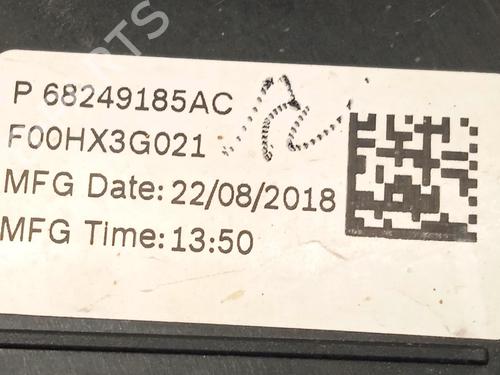 P 68249185AC
F00HX3G021
MFG Date: 22/08/2018
MFG Time: 13:50